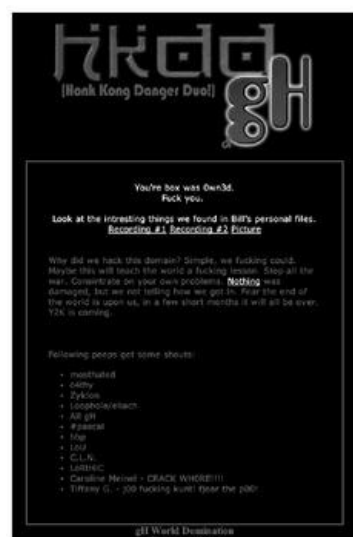 hkdd
(Honk Kong Danger Duo!)
gH
You're box was 0wn3d.
Fuck you.
Look at the intresting things we found in Bill's personal files.
Recording #1 Recording #2 Picture
Why did we hack this domain? Simple, we fucking could.
Maybe this will teach the world a fucking lesson. Stop all the
war. Consintrate on your own problems. Nothing was
damaged, but we not telling how we got in. Fear the end of
the world is upon us, in a few short months it will all be over.
Y2K is coming.
Following peeps get some shouts:
mosthated
Zyklon
Loophole/
All gH
#pascal
C.L.N.
Caroline Meinel - CRACK WHORE!!!!
Tiffany G. - j00 fucking kunt! fjear the p00!
gH World Domination